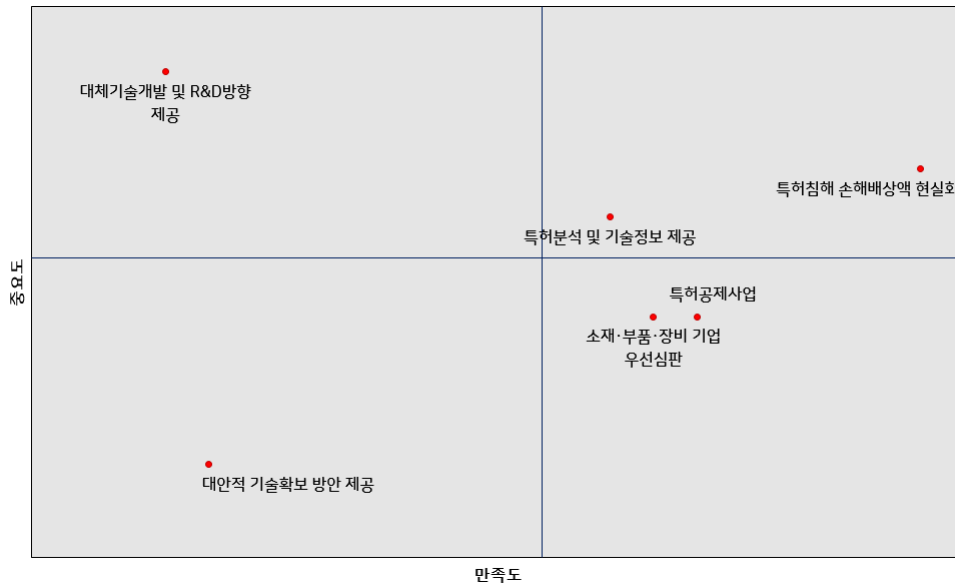 대체기술개발 및 R&D방향
제공
특허침해 손해배상액 현실화
특허분석 및 기술정보 제공
중요도
특허공제사업
소재·부품·장비 기업
우선심판
대안적 기술확보 방안 제공
만족도